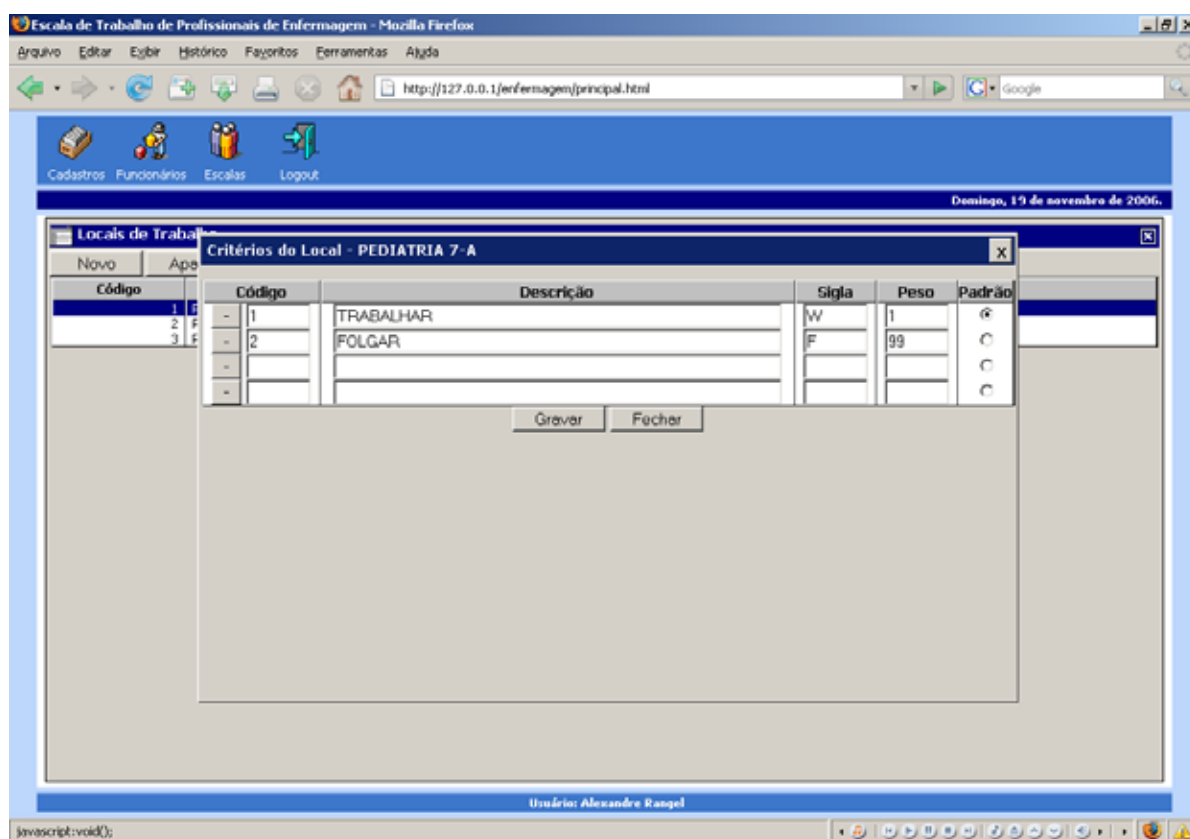 Escala de Trabalho de Profissionais de Enfermagem - Mozilla Firefox
Arquivo Editar Exibir Histórico Favoritos Ferramentas Ajuda
http://127.0.0.1/enfermagem/principal.html Google
Cadastros Funcionários Escalas Logout
Domingo, 19 de novembro de 2006.
Locais de Trabalho
Critérios do Local - PEDIATRIA 7-A x
Novo
Código
Código Descrição Sigla Peso Padrão
1
- 1 TRABALHAR W 1
2
- 2 FOLGAR F 99
3
-
-
Gravar Fechar
Usuário: Alexandre Rangel
javascript:void();